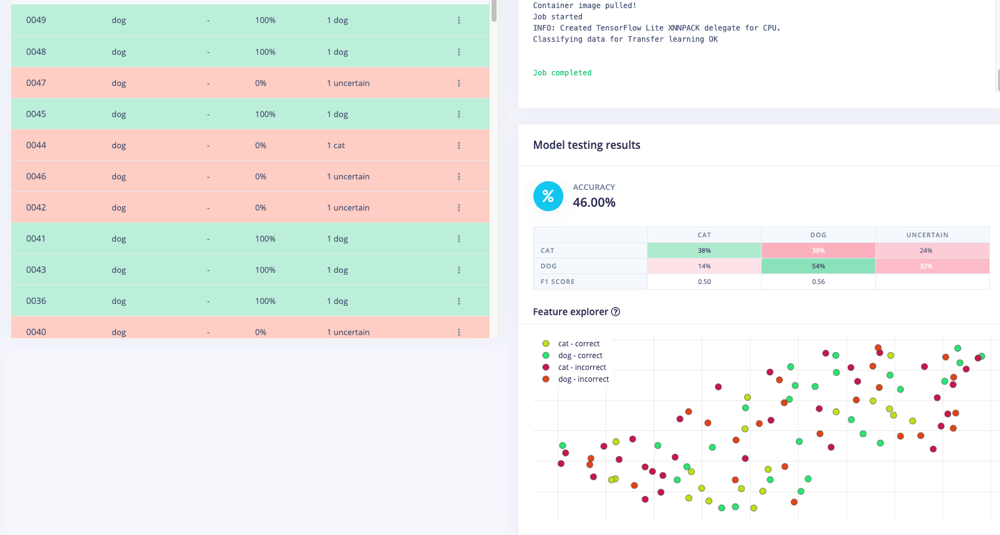 0049 dog - 100% 1 dog
0048 dog - 100% 1 dog
0047 dog - 0% 1 uncertain
0045 dog - 100% 1 dog
0044 dog - 0% 1 cat
0046 dog - 0% 1 uncertain
0042 dog - 0% 1 uncertain
0041 dog - 100% 1 dog
0043 dog - 100% 1 dog
0036 dog - 100% 1 dog
0040 dog - 0% 1 uncertain
Container image pulled!
Job started
INFO: Created TensorFlow Lite XNNPACK delegate for CPU.
Classifying data for Transfer learning OK
Job completed
Model testing results
%
ACCURACY
46.00%
CAT DOG UNCERTAIN
CAT 38% 38% 24%
DOG 14% 54% 32%
F1 SCORE 0.50 0.56
Feature explorer ?
cat - correct
dog - correct
cat - incorrect
dog - incorrect